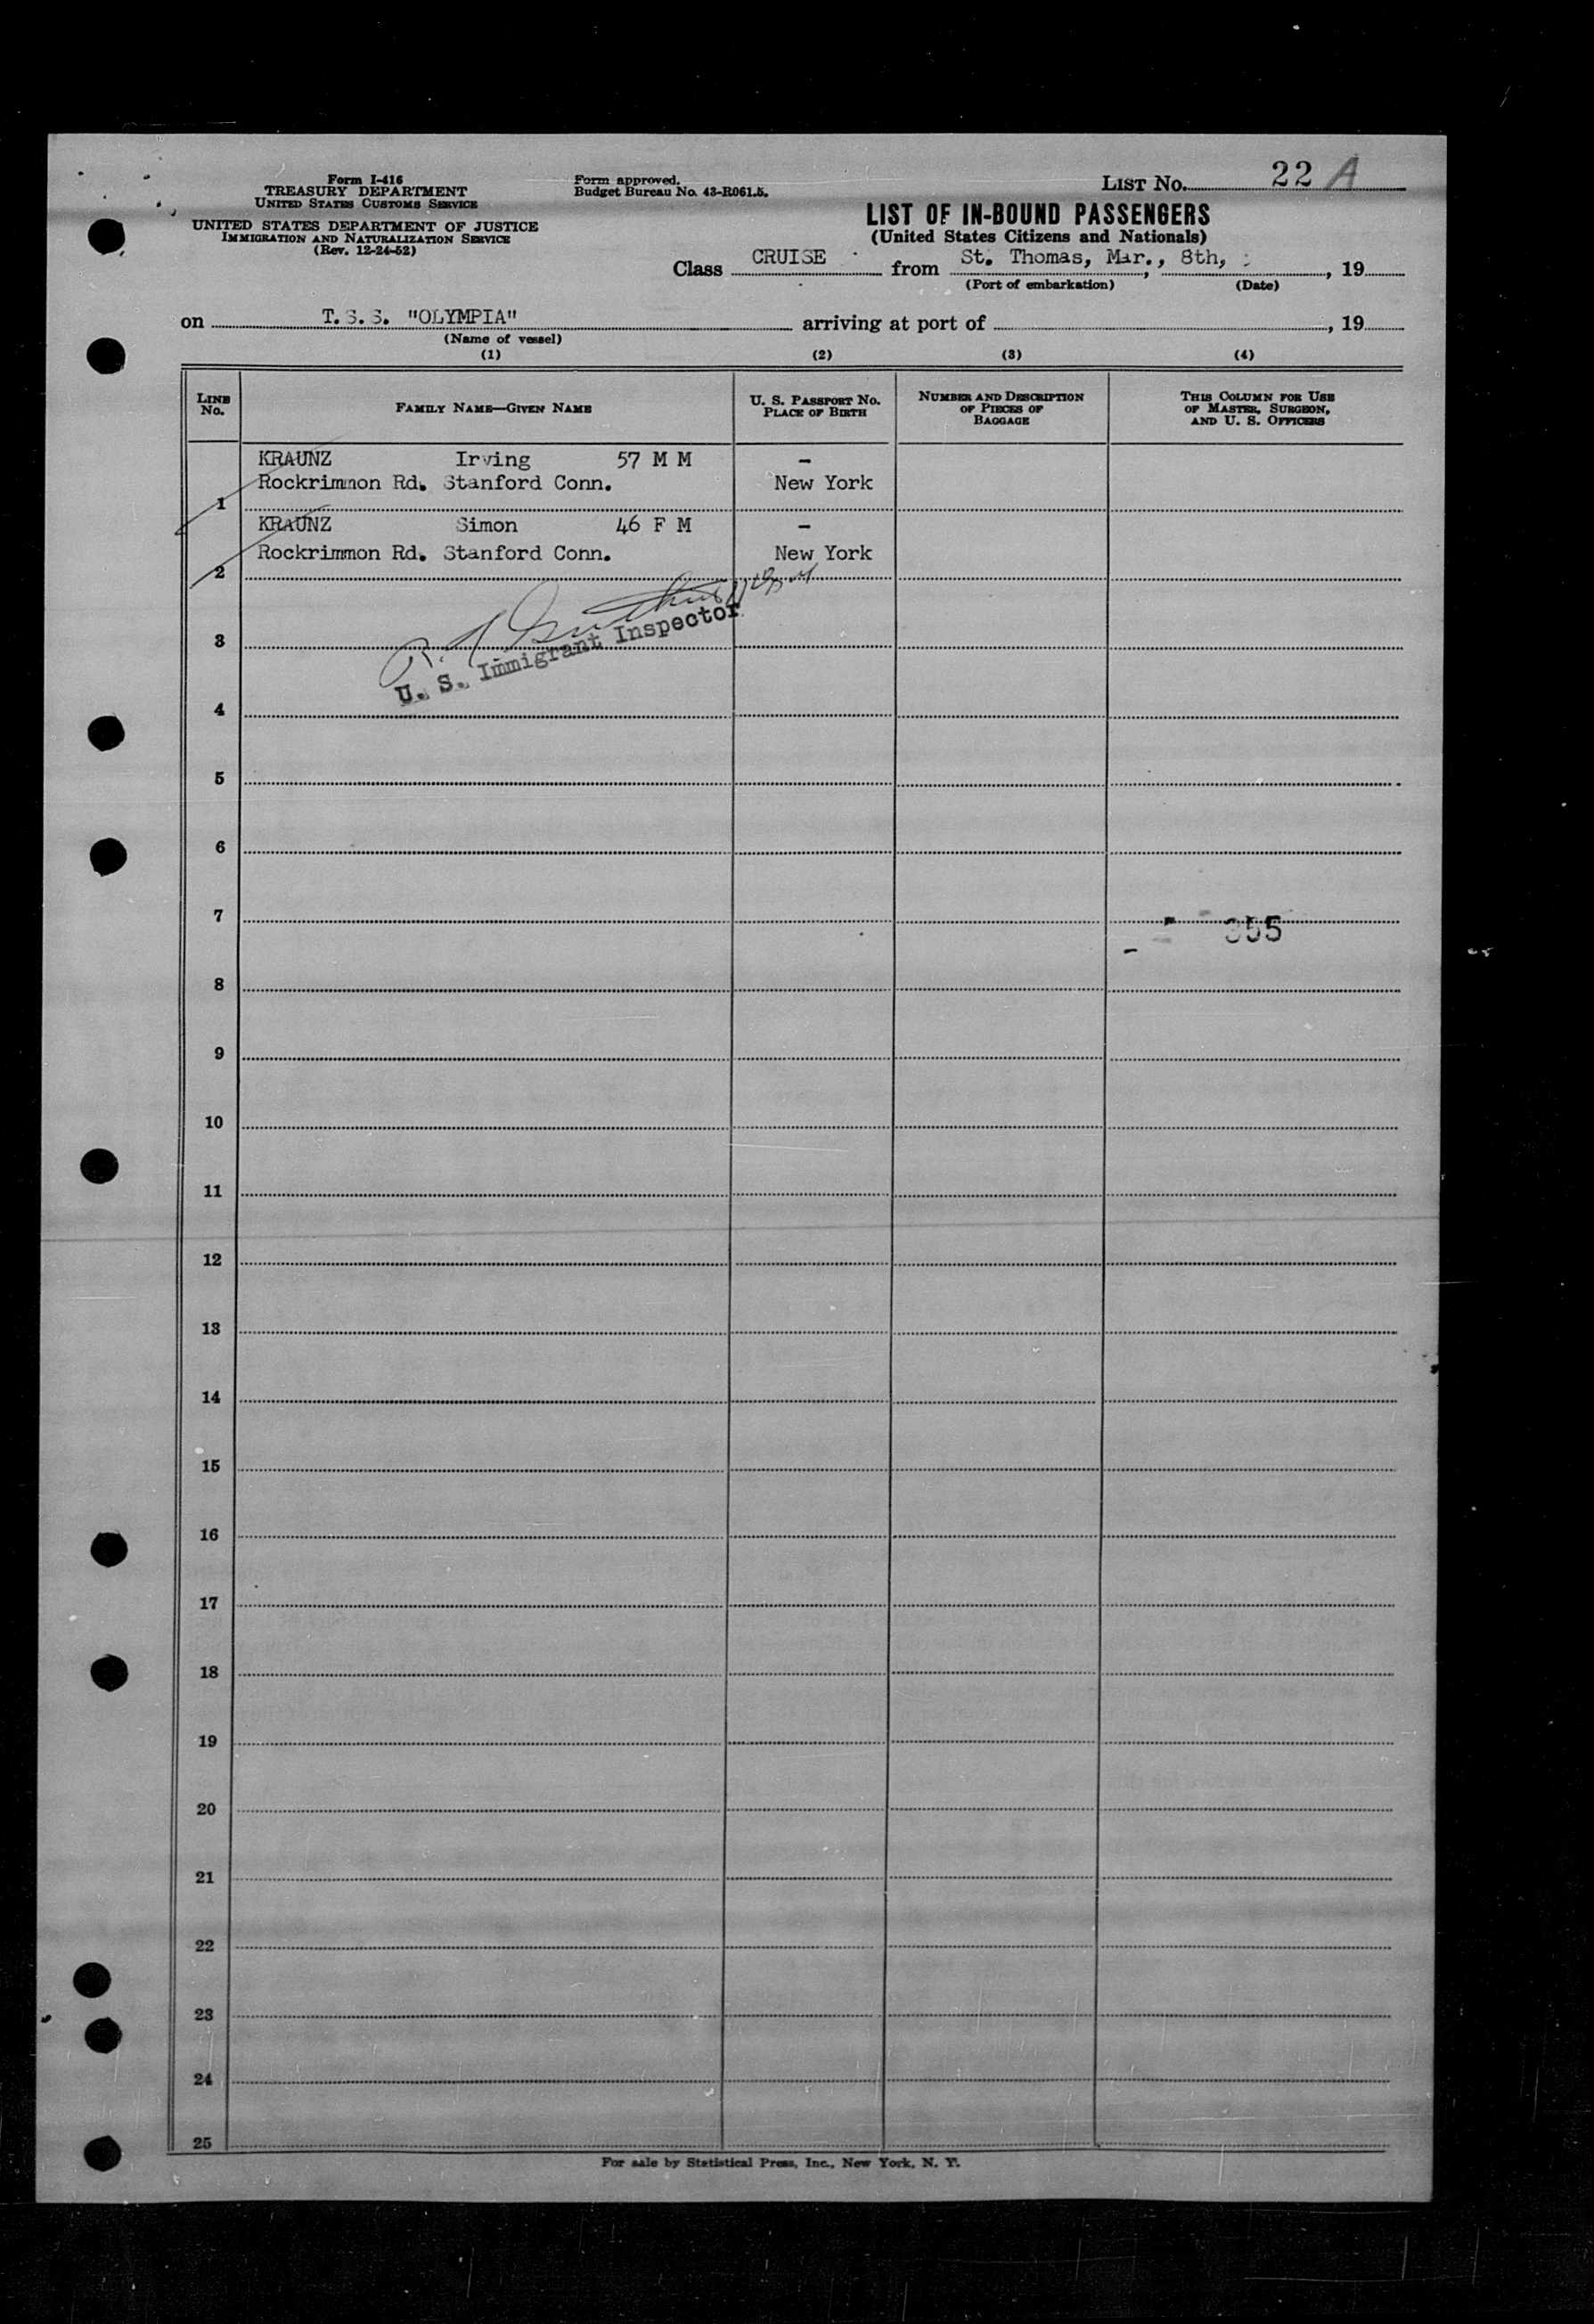 Form I-416
TREASURY DEPARTMENT
UNITED STATES CUSTOMS SERVICE
UNITED STATES DEPARTMENT OF JUSTICE
IMMIGRATION AND NATURALIZATION SERVICE
(Rev. 12-24-52)
Form approved.
Budget Bureau No. 43-R061.5.
LIST NO. 22 A
LIST OF IN-BOUND PASSENGERS
(United States Citizens and Nationals)
Class CRUISE from St. Thomas, Mar., 8th, , 19
(Port of embarkation) (Date)
on T.S.S. "OLYMPIA" arriving at port of , 19
(Name of vessel)
(1) (2) (3) (4)
LINE NO. FAMILY NAME—GIVEN NAME U. S. PASSPORT NO. PLACE OF BIRTH NUMBER AND DESCRIPTION OF PIECES OF BAGGAGE THIS COLUMN FOR USE OF MASTER, SURGEON, AND U. S. OFFICERS
KRAUNZ Irving 57 M M -
Rockrimmon Rd. Stanford Conn. New York
1
KRAUNZ Simon 46 F M -
Rockrimmon Rd. Stanford Conn. New York
2
3
U. S. Immigrant Inspector
4
5
6
7
355
8
9
10
11
12
13
14
15
16
17
18
19
20
21
22
23
24
25
For sale by Statistical Press, Inc., New York, N. Y.